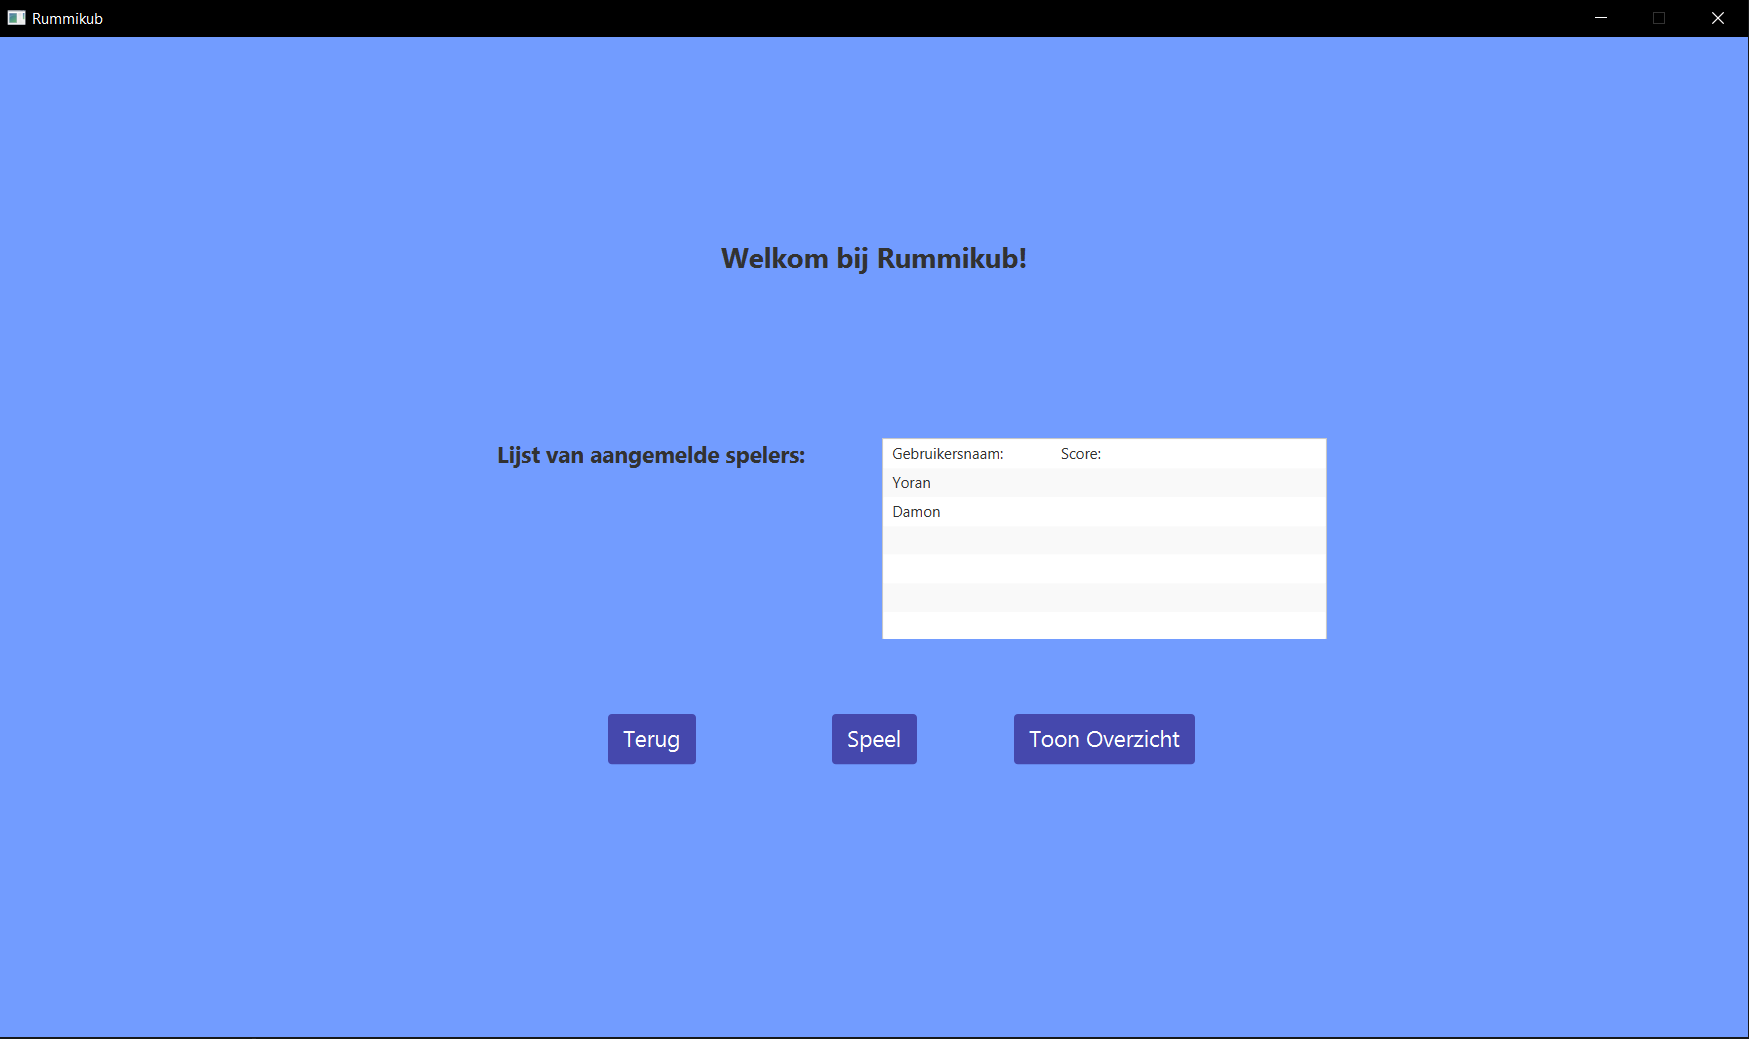 Rummikub
Welkom bij Rummikub!
Lijst van aangemelde spelers:
Gebruikersnaam: Score:
Yoran
Damon
Terug Speel Toon Overzicht